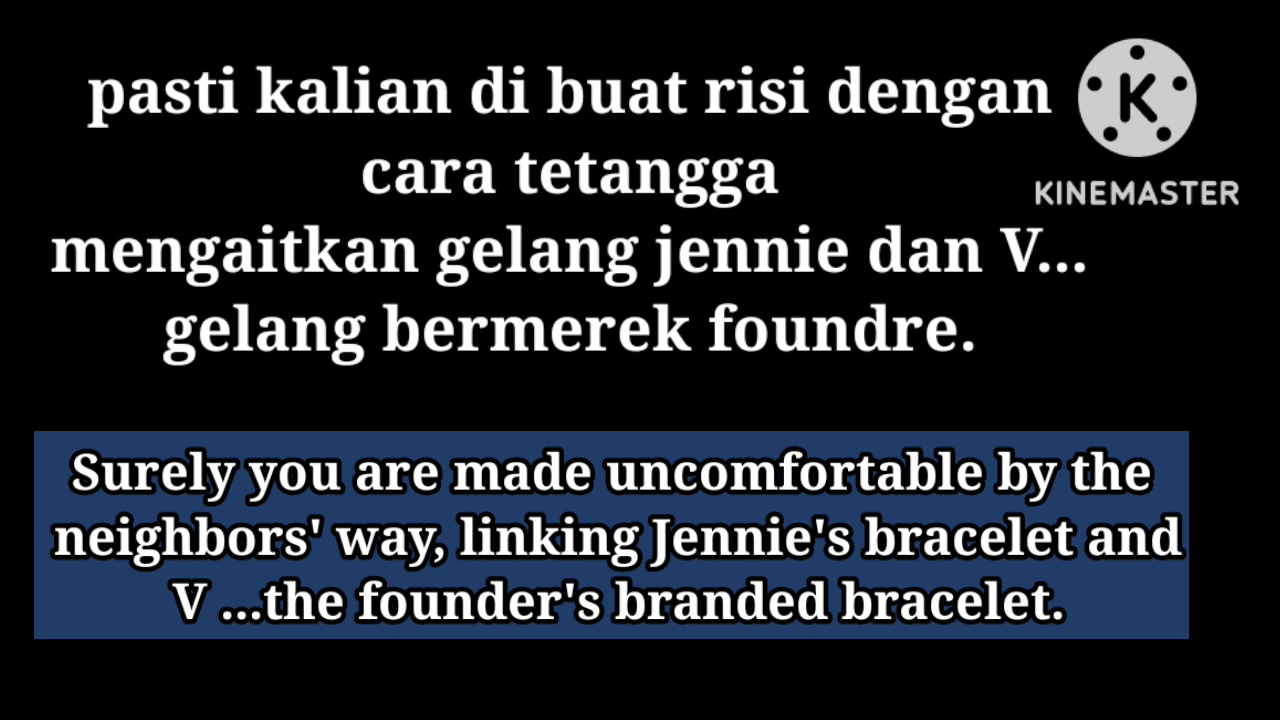 pasti kalian di buat risi dengan
cara tetangga
mengaitkan gelang jennie dan V...
gelang bermerek foundre.
K
KINEMASTER
Surely you are made uncomfortable by the
neighbors' way, linking Jennie's bracelet and
V ...the founder's branded bracelet.